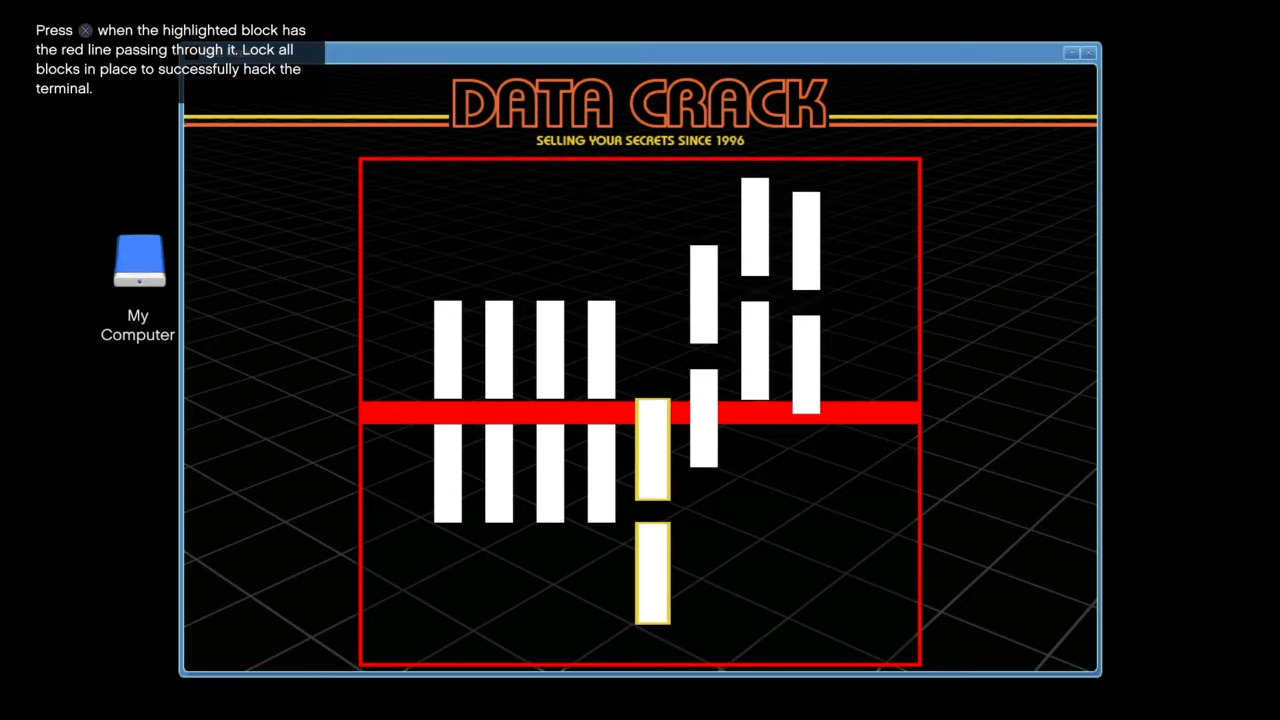 Press ⓧ when the highlighted block has
the red line passing through it. Lock all
blocks in place to successfully hack the
terminal.
DATA CRACK
SELLING YOUR SECRETS SINCE 1996
My
Computer